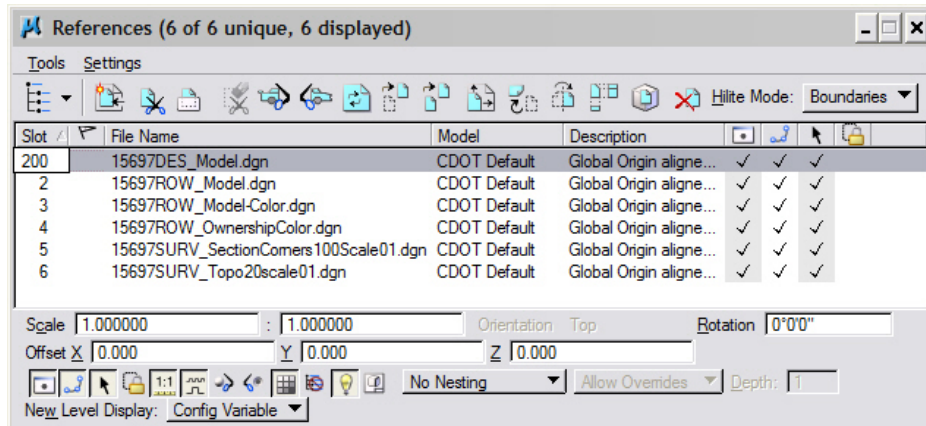 References (6 of 6 unique, 6 displayed)
Tools Settings
Hilite Mode: Boundaries
Slot File Name Model Description
200 15697DES_Model.dgn CDOT Default Global Origin aligne...
2 15697ROW_Model.dgn CDOT Default Global Origin aligne...
3 15697ROW_Model-Color.dgn CDOT Default Global Origin aligne...
4 15697ROW_OwnershipColor.dgn CDOT Default Global Origin aligne...
5 15697SURV_SectionCorners100Scale01.dgn CDOT Default Global Origin aligne...
6 15697SURV_Topo20scale01.dgn CDOT Default Global Origin aligne...
Scale 1.000000 : 1.000000 Orientation Top Rotation 0°0'0"
Offset X 0.000 Y 0.000 Z 0.000
1:1 No Nesting Allow Overrides Depth: 1
New Level Display: Config Variable